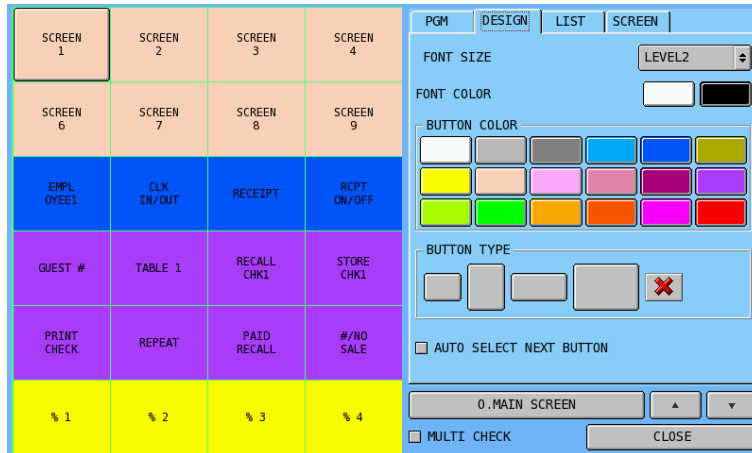 SCREEN
1
SCREEN
2
SCREEN
3
SCREEN
4
SCREEN
6
SCREEN
7
SCREEN
8
SCREEN
9
EMPL
OYEE1
CLK
IN/OUT
RECEIPT
RCPT
ON/OFF
GUEST #
TABLE 1
RECALL
CHK1
STORE
CHK1
PRINT
CHECK
REPEAT
PAID
RECALL
#/NO
SALE
% 1
% 2
% 3
% 4
PGM
DESIGN
LIST
SCREEN
FONT SIZE
LEVEL2
FONT COLOR
BUTTON COLOR
BUTTON TYPE
AUTO SELECT NEXT BUTTON
0.MAIN SCREEN
MULTI CHECK
CLOSE